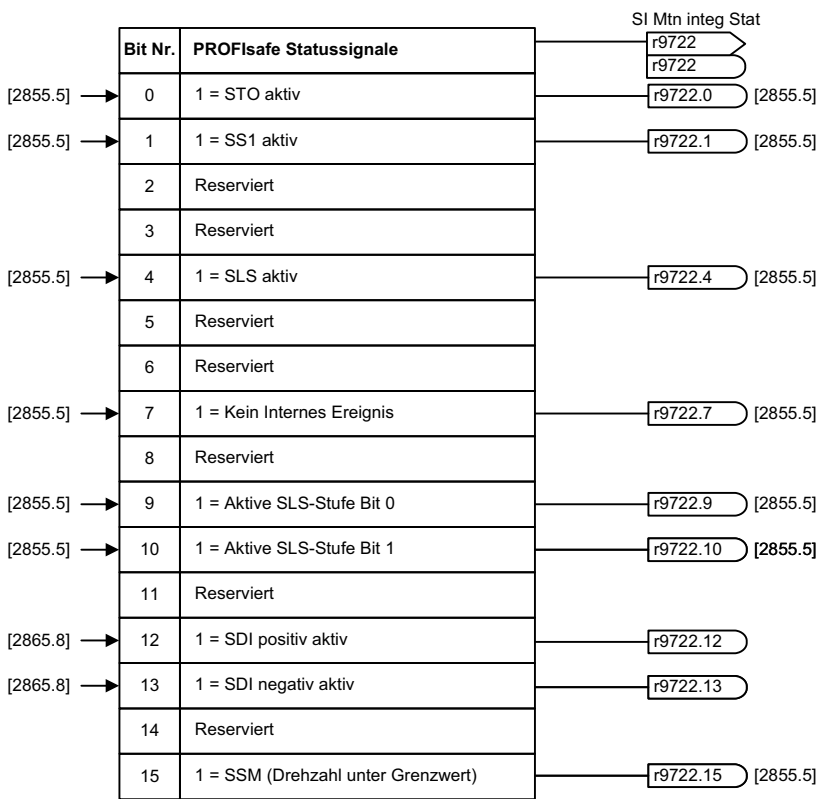 SI Mtn integ Stat
Bit Nr. PROFIsafe Statussignale r9722
r9722
[2855.5] 0 1 = STO aktiv r9722.0 [2855.5]
[2855.5] 1 1 = SS1 aktiv r9722.1 [2855.5]
2 Reserviert
3 Reserviert
[2855.5] 4 1 = SLS aktiv r9722.4 [2855.5]
5 Reserviert
6 Reserviert
[2855.5] 7 1 = Kein Internes Ereignis r9722.7 [2855.5]
8 Reserviert
[2855.5] 9 1 = Aktive SLS-Stufe Bit 0 r9722.9 [2855.5]
[2855.5] 10 1 = Aktive SLS-Stufe Bit 1 r9722.10 [2855.5]
11 Reserviert
[2865.8] 12 1 = SDI positiv aktiv r9722.12
[2865.8] 13 1 = SDI negativ aktiv r9722.13
14 Reserviert
15 1 = SSM (Drehzahl unter Grenzwert) r9722.15 [2855.5]